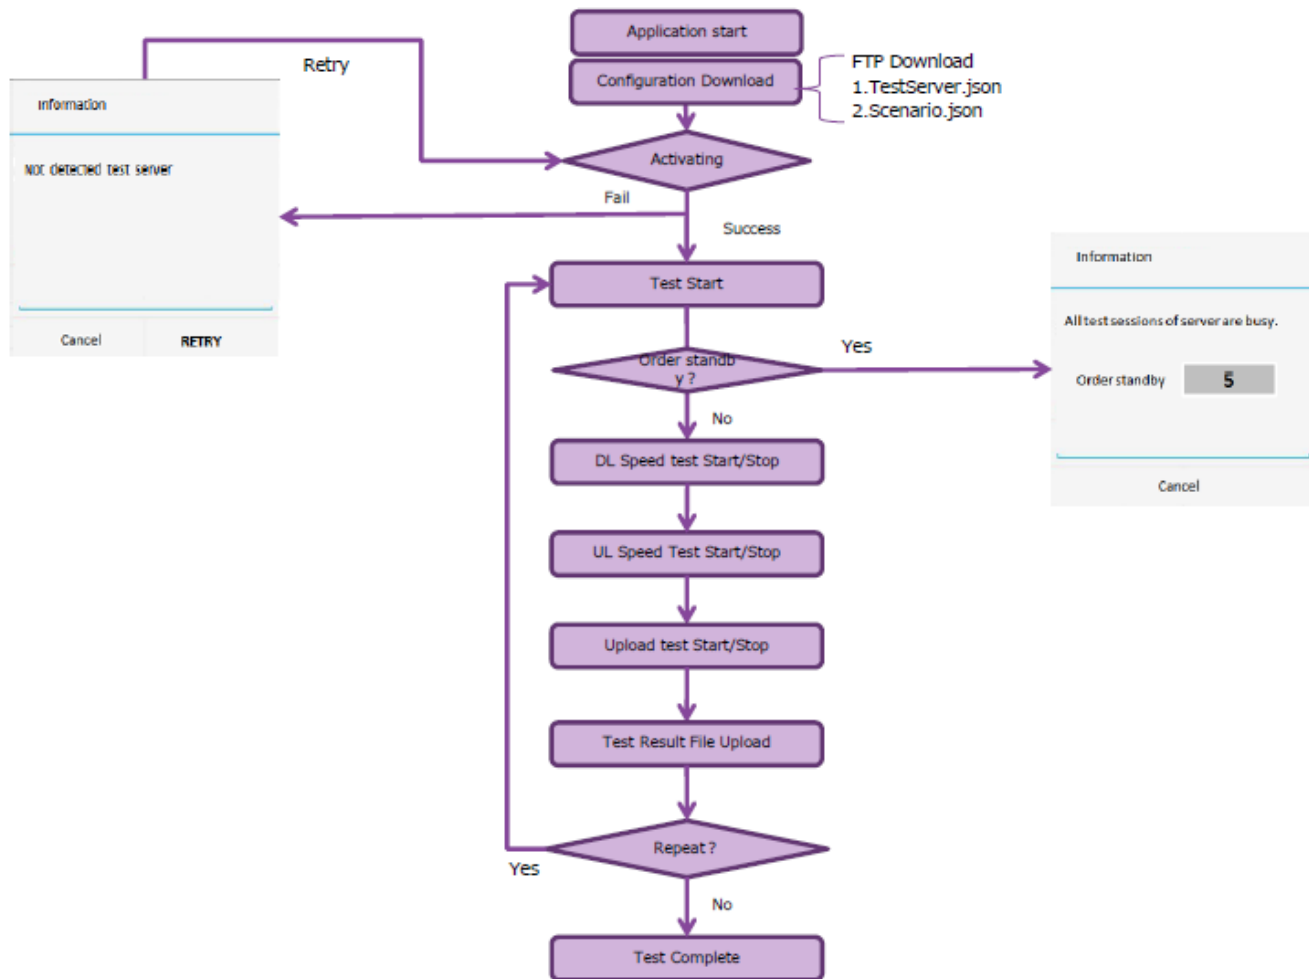 Application start
Configuration Download
FTP Download
1.TestServer.json
2.Scenario.json
Retry
Information
Not detected test server
Cancel
RETRY
Activating
Fail
Success
Test Start
Order standb
y ?
Yes
Information
All test sessions of server are busy.
Order standby
5
Cancel
No
DL Speed test Start/Stop
UL Speed Test Start/Stop
Upload test Start/Stop
Test Result File Upload
Repeat ?
Yes
No
Test Complete